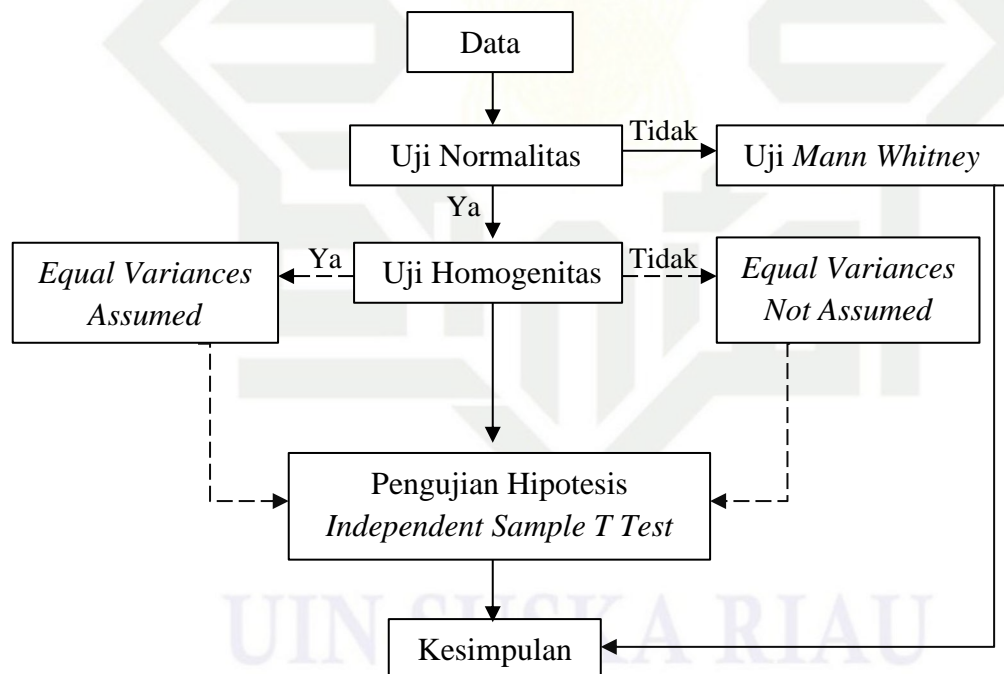 Data
Tidak
Uji Normalitas
Uji Mann Whitney
Ya
Ya
Uji Homogenitas
Tidak
Equal Variances
Assumed
Equal Variances
Not Assumed
Pengujian Hipotesis
Independent Sample T Test
UIN SUSKA RIAU
Kesimpulan